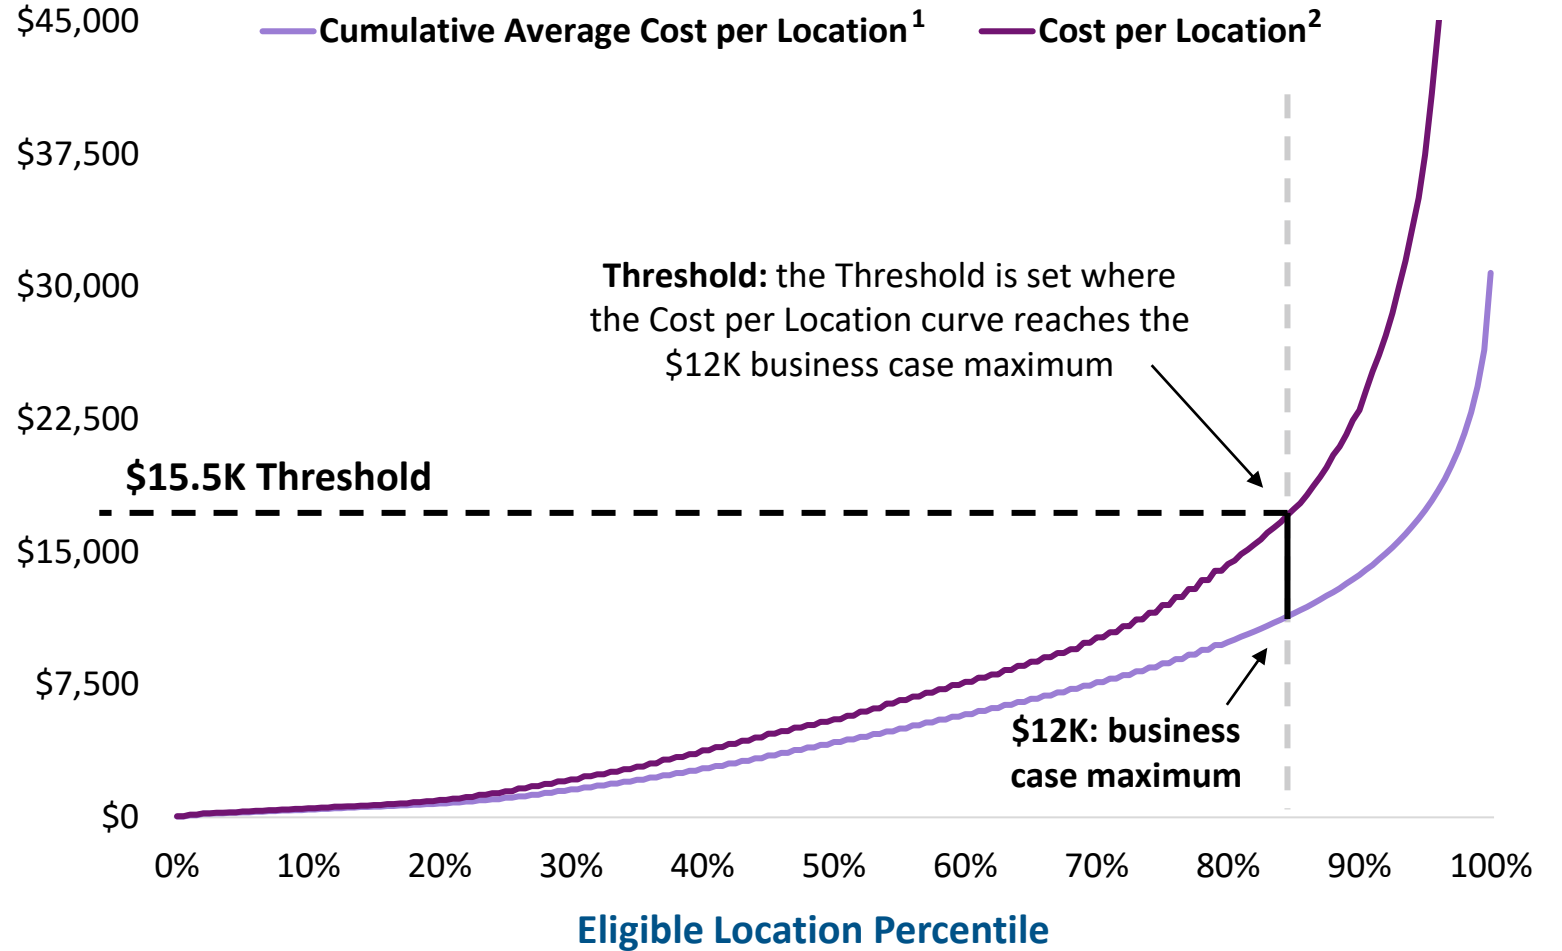 Cumulative Average Cost per Location1
Cost per Location2
$45,000
$37,500
$30,000
$22,500
$15,000
$7,500
$0
Threshold: the Threshold is set where
the Cost per Location curve reaches the
$12K business case maximum
$15.5K Threshold
$12K: business
case maximum
0% 10% 20% 30% 40% 50% 60% 70% 80% 90% 100%
Eligible Location Percentile